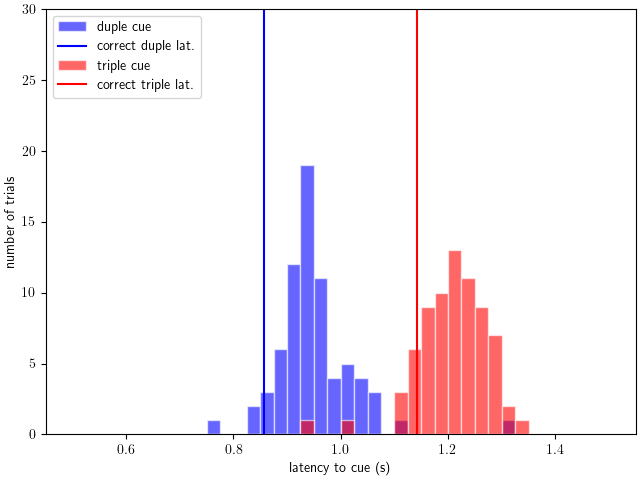 30
25
20
15
10
5
0
number of trials
duple cue
correct duple lat.
triple cue
correct triple lat.
0.6 0.8 1.0 1.2 1.4
latency to cue (s)